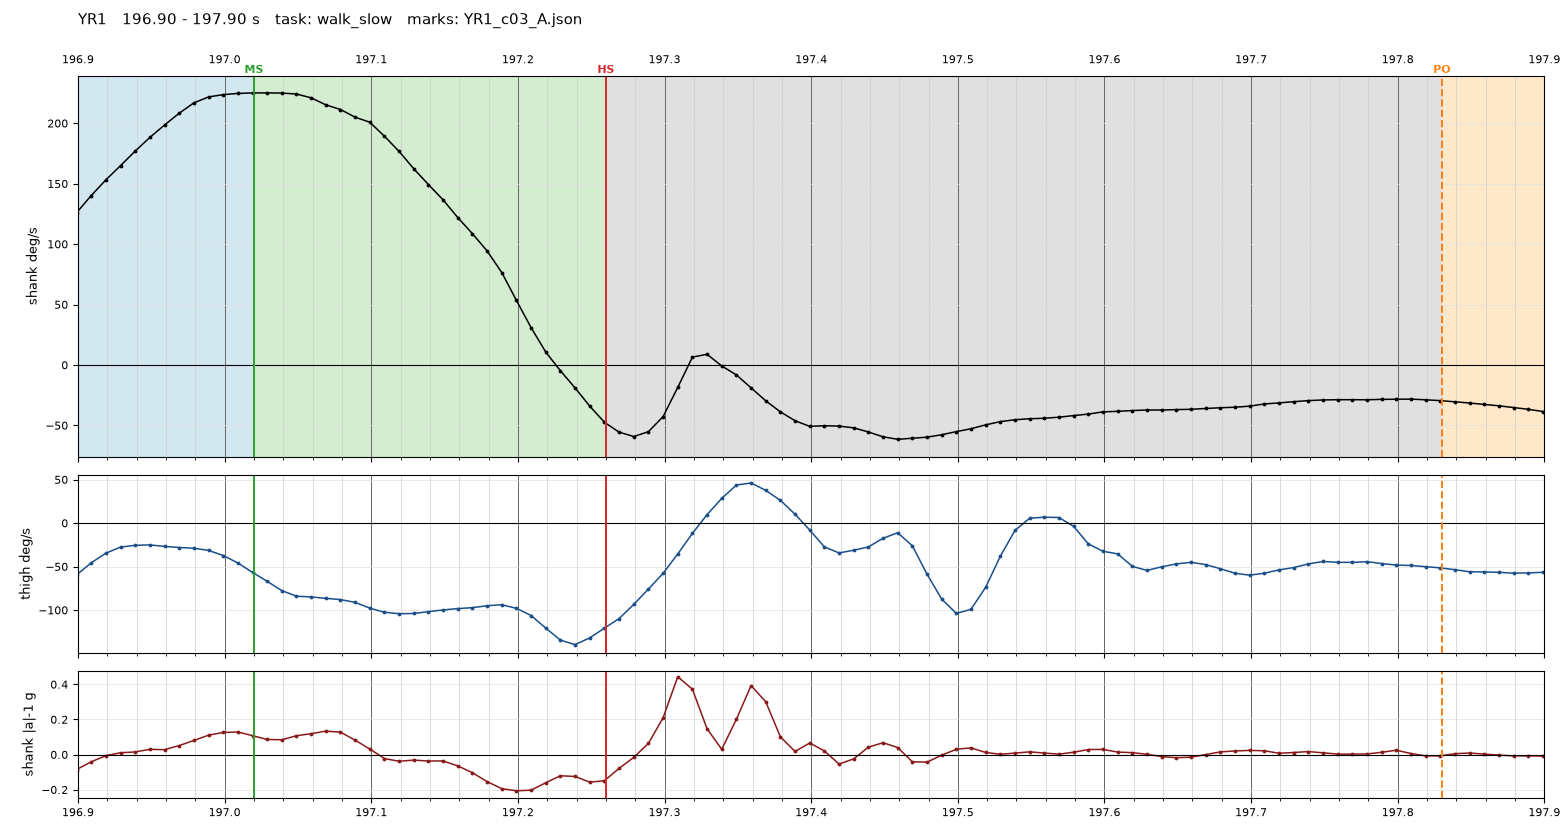 YR1 196.90 - 197.90 s task: walk_slow marks: YR1_c03_A.json
196.9 197.0 197.1 197.2 197.3 197.4 197.5 197.6 197.7 197.8 197.9
MS HS PO
shank deg/s
200
150
100
50
0
−50
thigh deg/s
50
0
−50
−100
shank |a|-1 g
0.4
0.2
0.0
−0.2
196.9 197.0 197.1 197.2 197.3 197.4 197.5 197.6 197.7 197.8 197.9